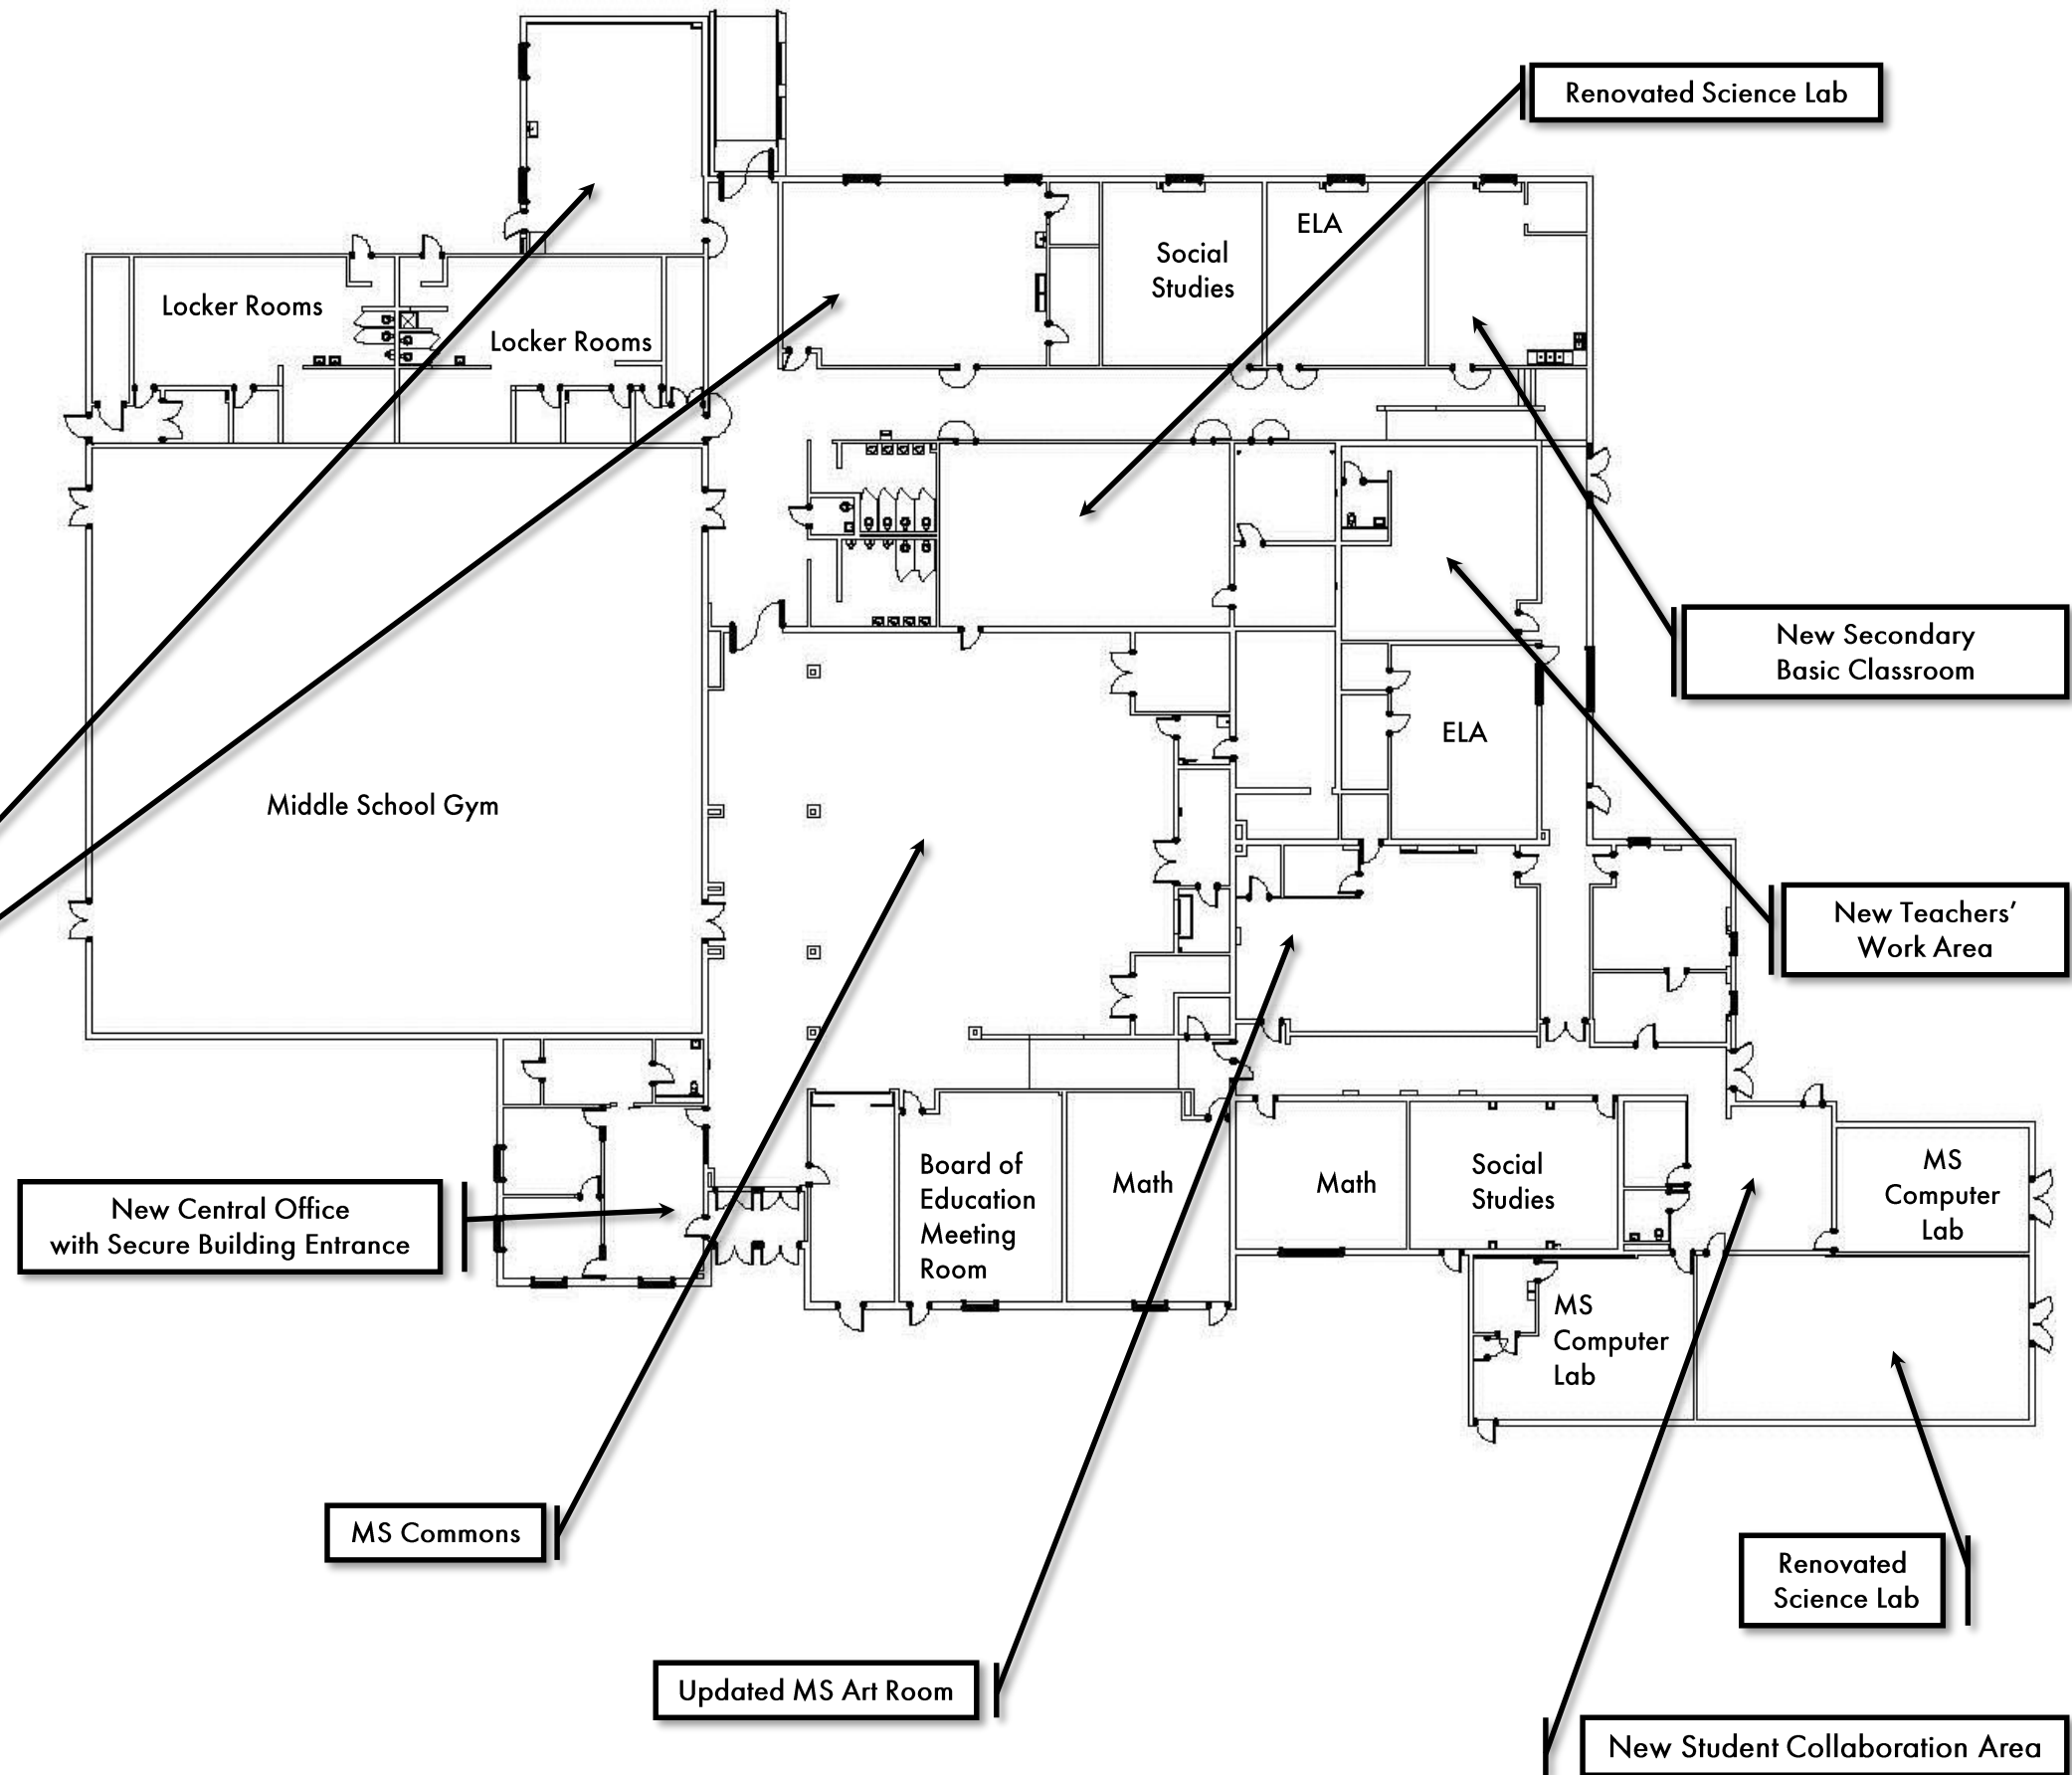 Renovated Science Lab
ELA
Social
Studies
Locker Rooms
Locker Rooms
New Secondary
Basic Classroom
ELA
Middle School Gym
New Teachers’
Work Area
Board of
Education
Meeting
Room
Math
Math
Social
Studies
MS
Computer
Lab
New Central Office
with Secure Building Entrance
MS
Computer
Lab
MS Commons
Renovated
Science Lab
Updated MS Art Room
New Student Collaboration Area